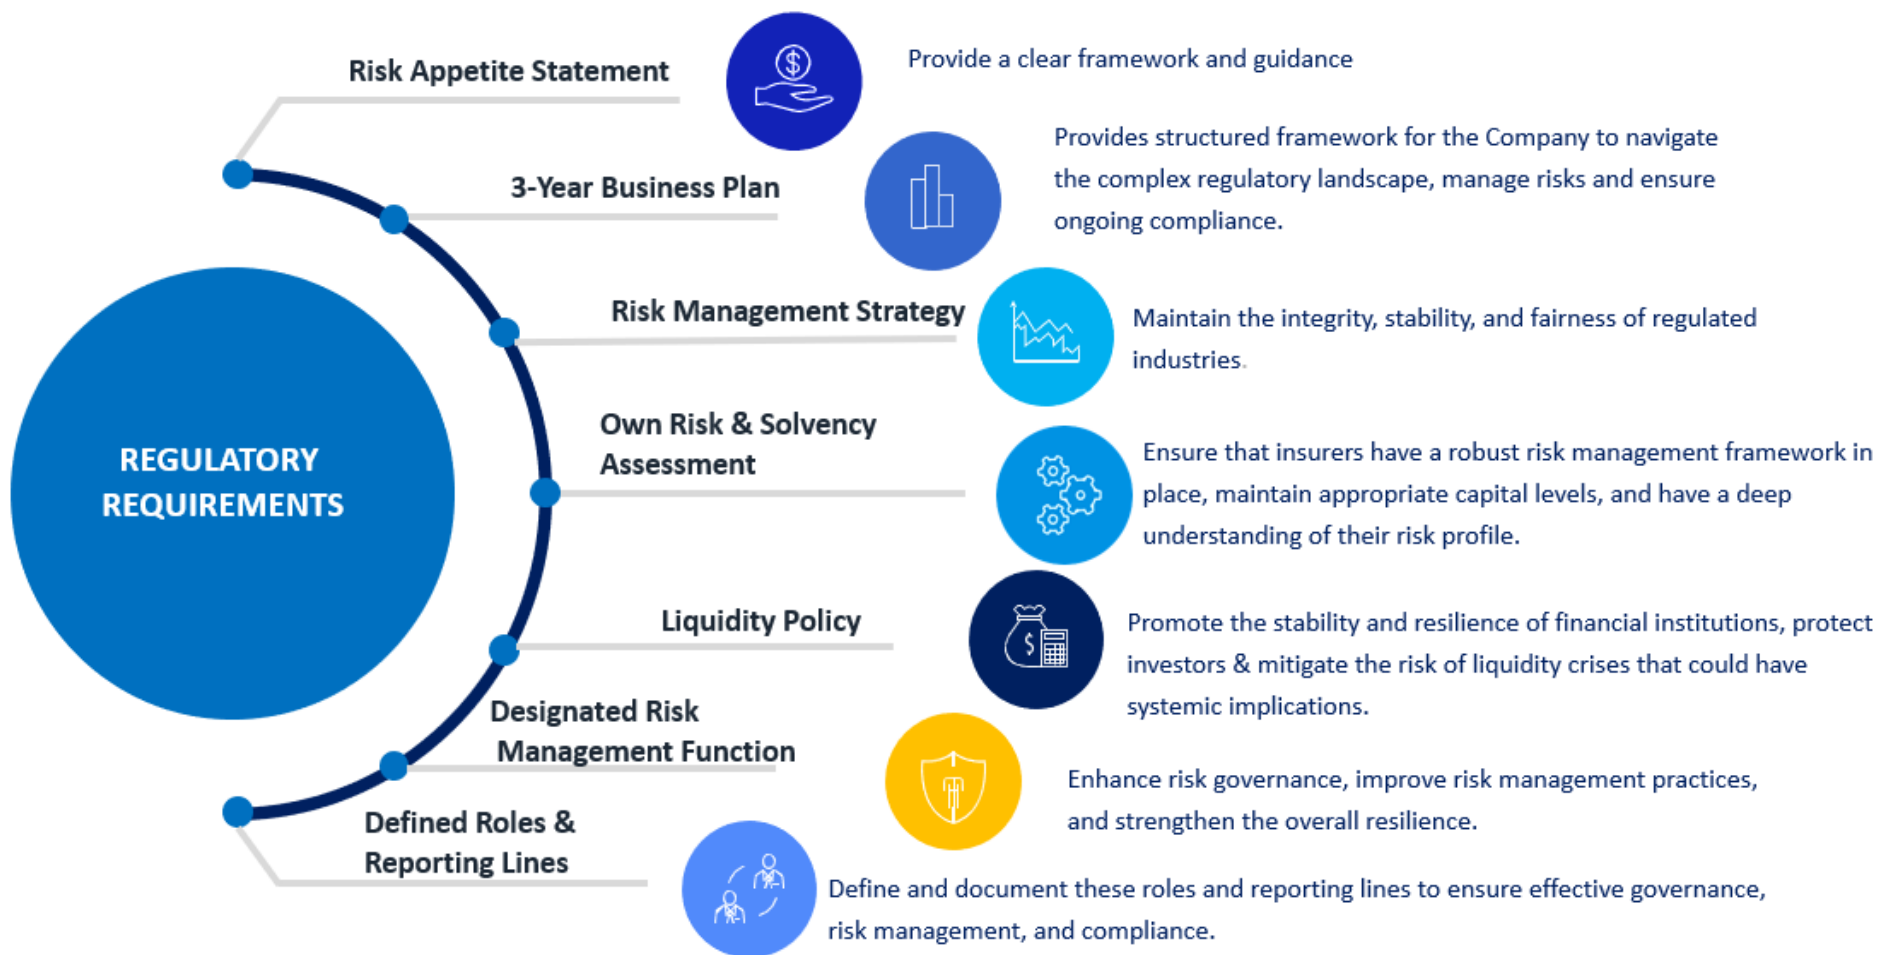 Risk Appetite Statement
Provide a clear framework and guidance
3-Year Business Plan
Provides structured framework for the Company to navigate
the complex regulatory landscape, manage risks and ensure
ongoing compliance.
Risk Management Strategy
Maintain the integrity, stability, and fairness of regulated
industries.
REGULATORY
REQUIREMENTS
Own Risk & Solvency
Assessment
Ensure that insurers have a robust risk management framework in
place, maintain appropriate capital levels, and have a deep
understanding of their risk profile.
Liquidity Policy
Promote the stability and resilience of financial institutions, protect
investors & mitigate the risk of liquidity crises that could have
systemic implications.
Designated Risk
Management Function
Enhance risk governance, improve risk management practices,
and strengthen the overall resilience.
Defined Roles &
Reporting Lines
Define and document these roles and reporting lines to ensure effective governance,
risk management, and compliance.
$
$